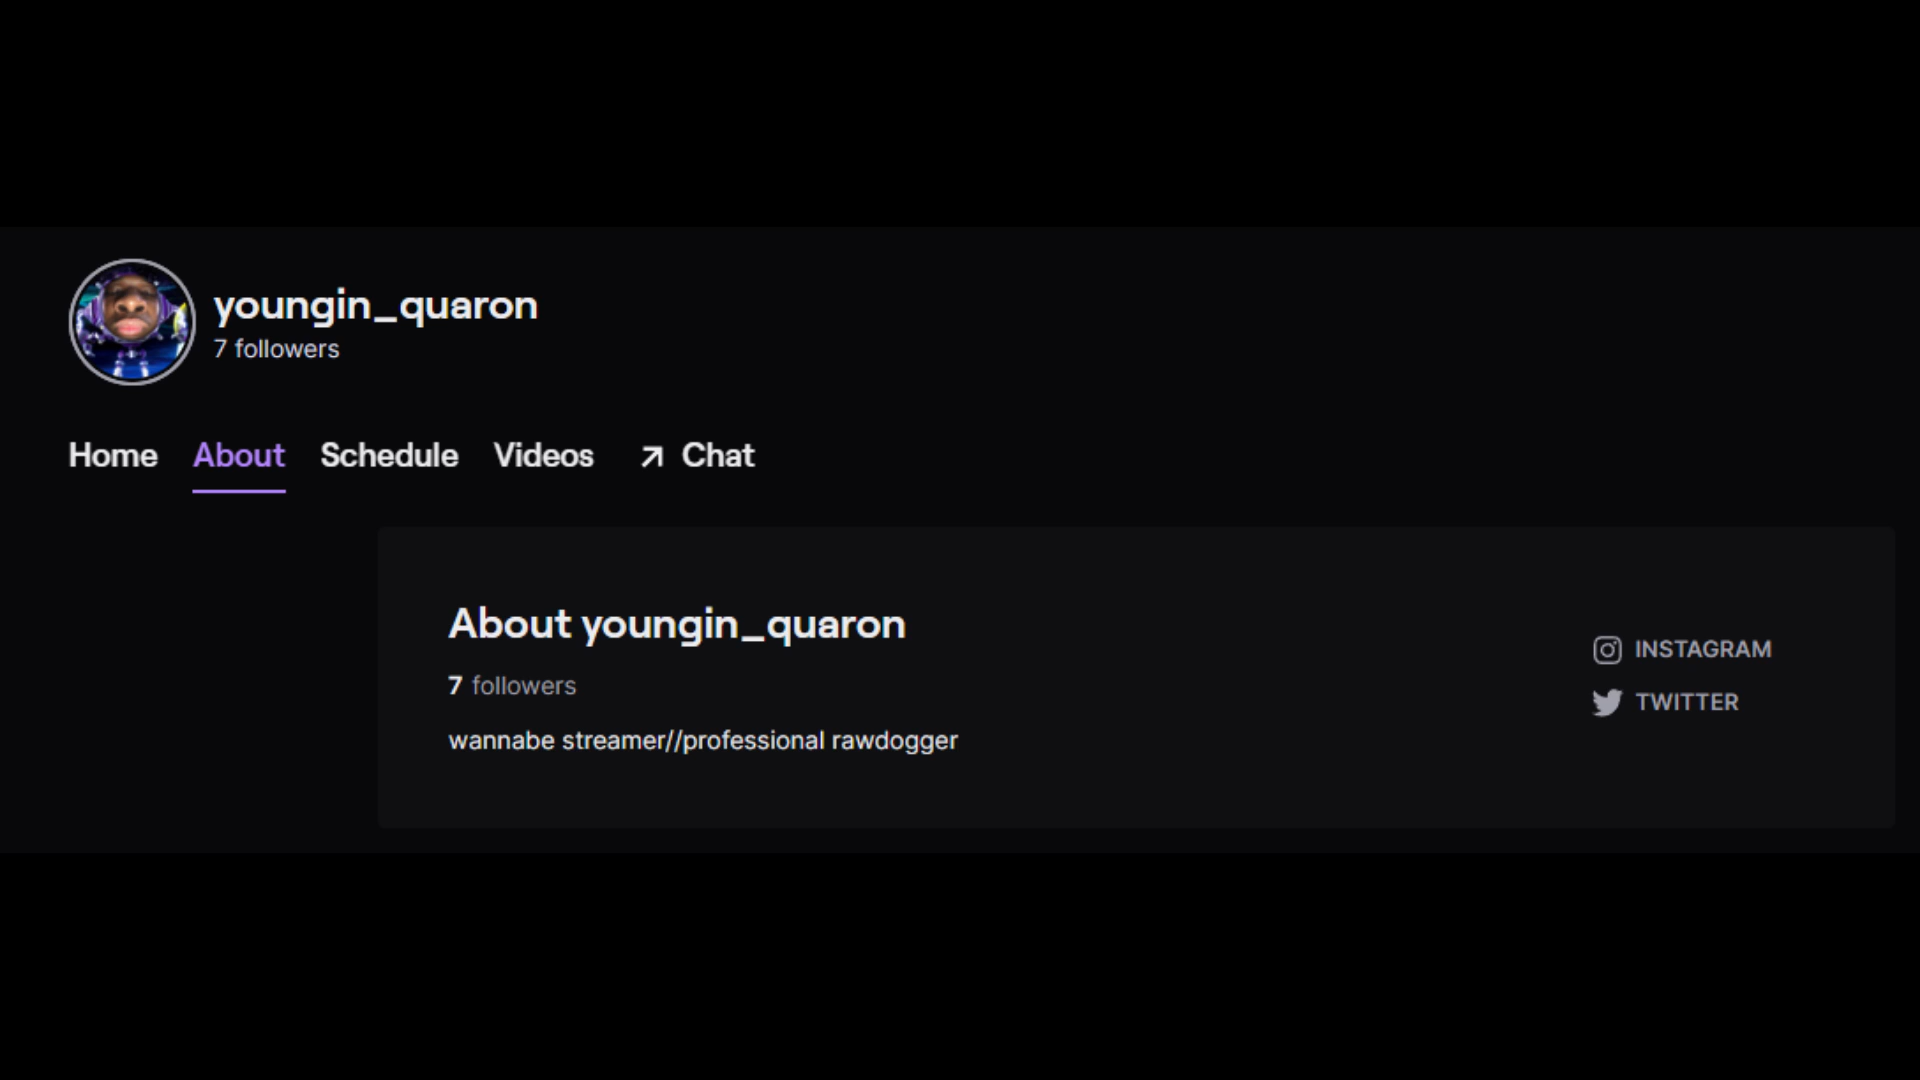 youngin_quaron
7 followers
Home About Schedule Videos Chat
About youngin_quaron
7 followers
wannabe streamer//professional rawdogger
INSTAGRAM
TWITTER